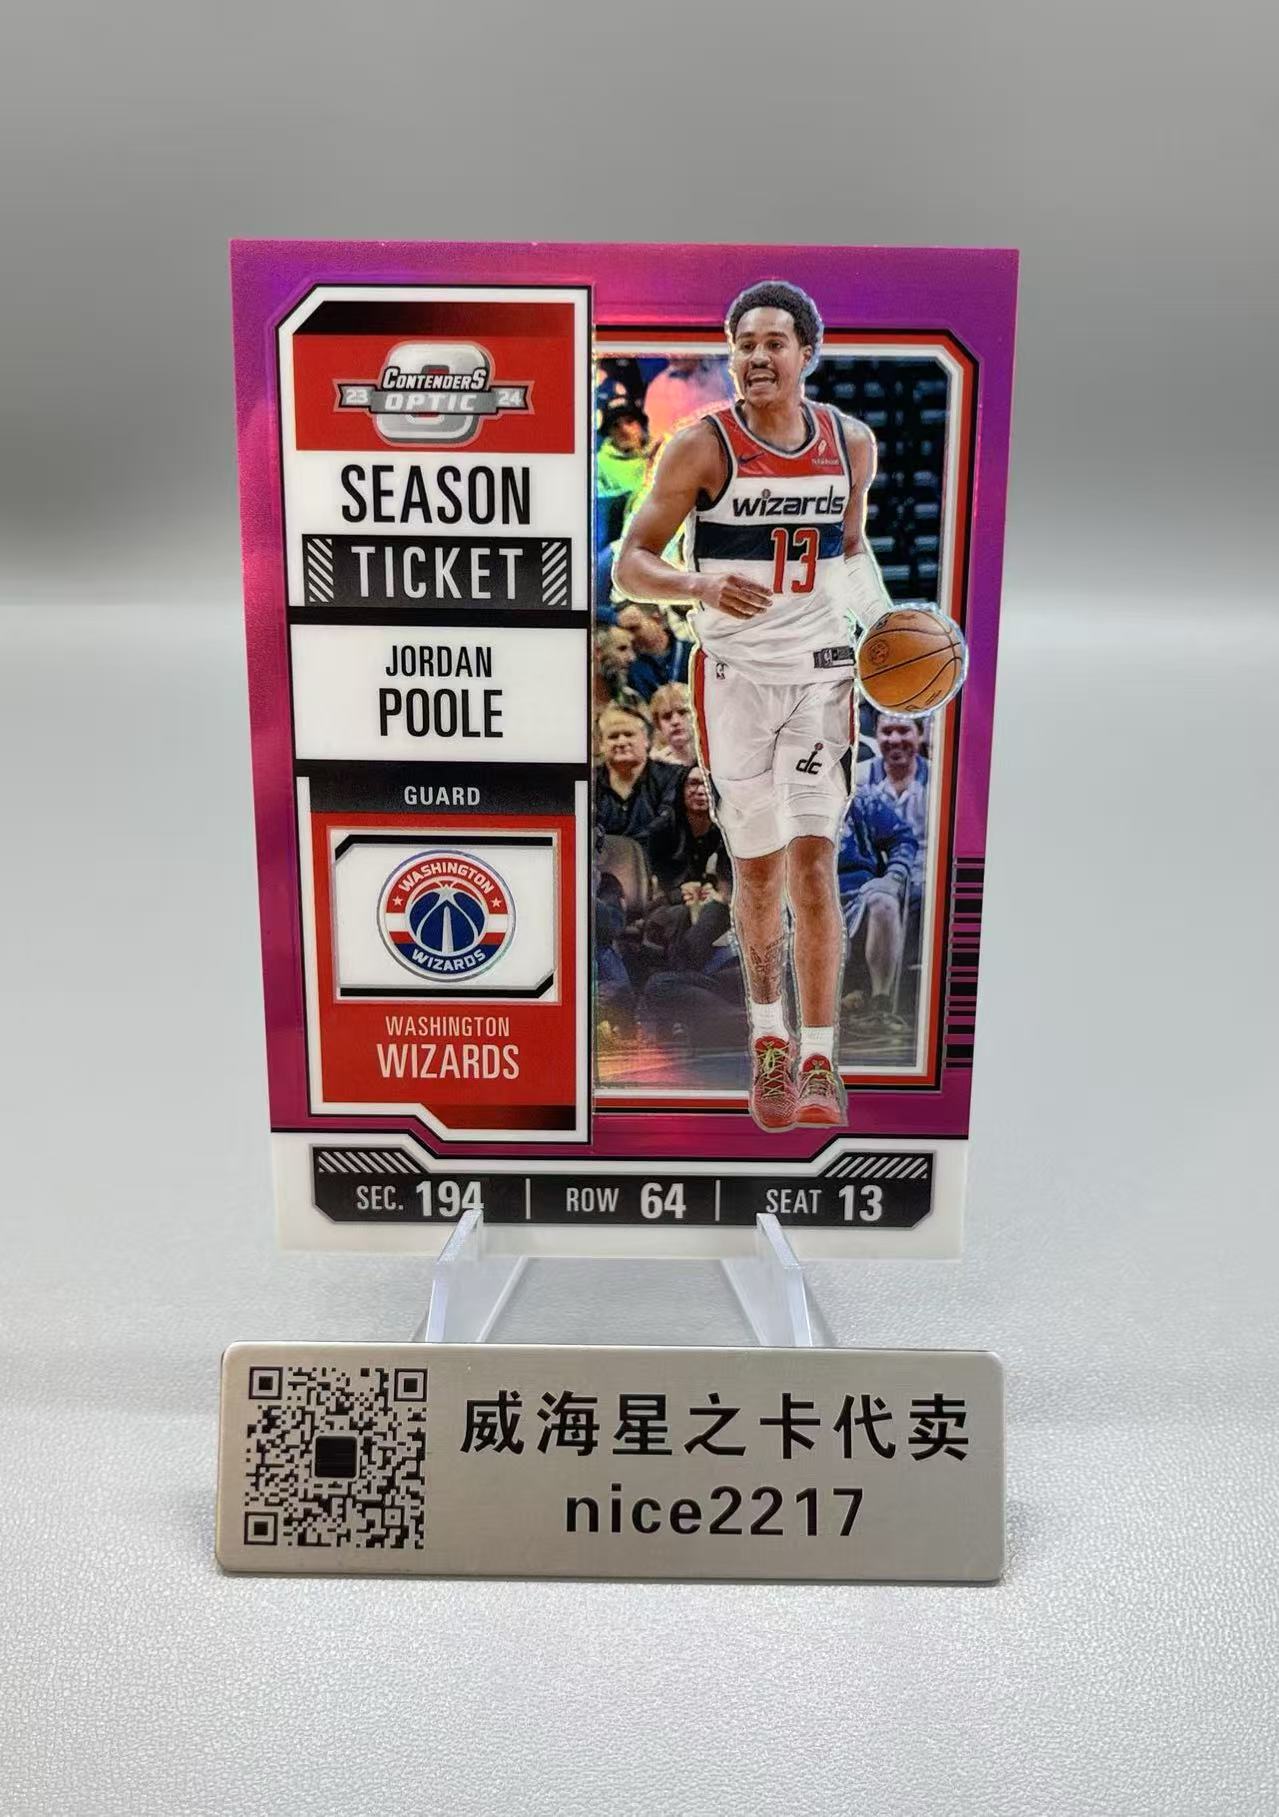 CONTENDERS
23 OPTIC 24
SEASON
TICKET
JORDAN
POOLE
GUARD
WASHINGTON
WIZARDS
WASHINGTON
WIZARDS
wizards
13
dc
SEC. 194 | ROW 64 | SEAT 13
威海星之卡代卖
nice2217